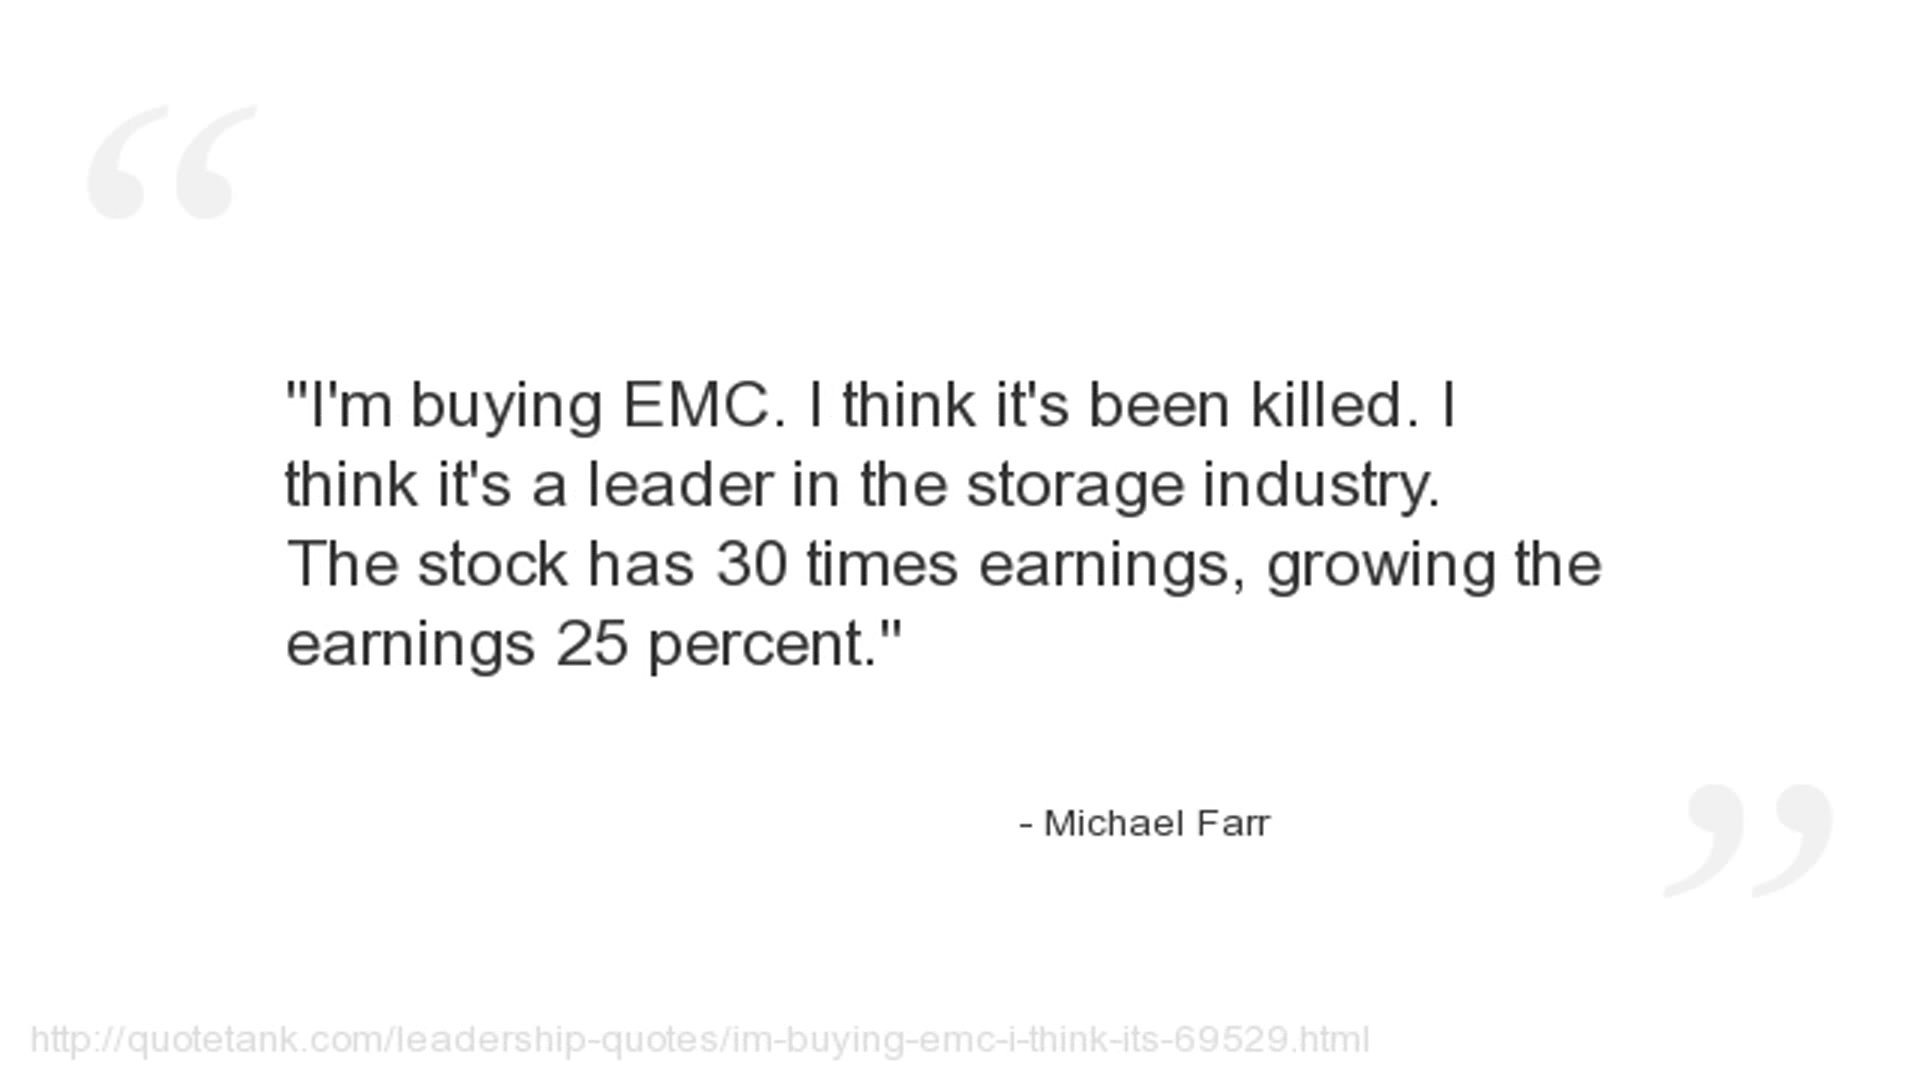 "I'm buying EMC. I think it's been killed. I
think it's a leader in the storage industry.
The stock has 30 times earnings, growing the
earnings 25 percent."
- Michael Farr
http://quotetank.com/leadership-quotes/im-buying-emc-i-think-its-69529.html